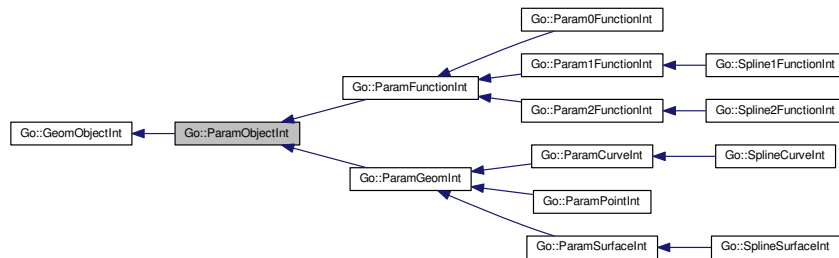 Go::Param0FunctionInt
Go::Param1FunctionInt
Go::Spline1FunctionInt
Go::ParamFunctionInt
Go::Param2FunctionInt
Go::Spline2FunctionInt
Go::GeomObjectInt
Go::ParamObjectInt
Go::ParamCurveInt
Go::SplineCurveInt
Go::ParamGeomInt
Go::ParamPointInt
Go::ParamSurfaceInt
Go::SplineSurfaceInt